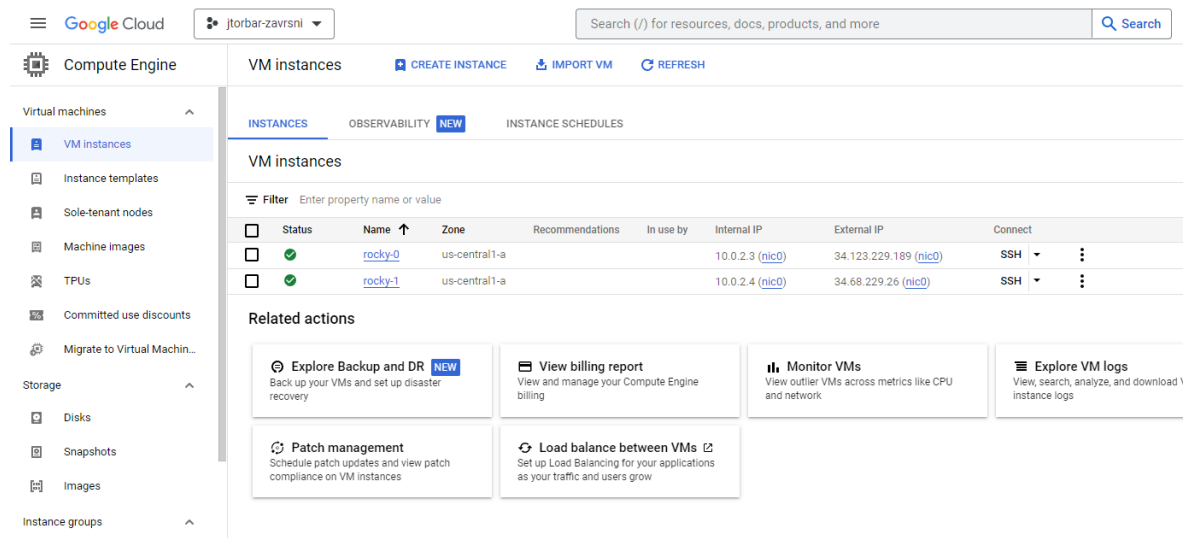 Google Cloud
jtorbar-zavrsni
Search (/) for resources, docs, products, and more
Search
Compute Engine
VM instances
CREATE INSTANCE
IMPORT VM
REFRESH
Virtual machines
VM instances
Instance templates
Sole-tenant nodes
Machine images
TPUs
Committed use discounts
Migrate to Virtual Machin...
Storage
Disks
Snapshots
Images
Instance groups
INSTANCES
OBSERVABILITY NEW
INSTANCE SCHEDULES
VM instances
Filter Enter property name or value
Status Name Zone Recommendations In use by Internal IP External IP Connect
rocky-0 us-central1-a 10.0.2.3 (nic0) 34.123.229.189 (nic0) SSH
rocky-1 us-central1-a 10.0.2.4 (nic0) 34.68.229.26 (nic0) SSH
Related actions
Explore Backup and DR NEW
Back up your VMs and set up disaster
recovery
View billing report
View and manage your Compute Engine
billing
Monitor VMs
View outlier VMs across metrics like CPU
and network
Explore VM logs
View, search, analyze, and download
instance logs
Patch management
Schedule patch updates and view patch
compliance on VM instances
Load balance between VMs
Set up Load Balancing for your applications
as your traffic and users grow